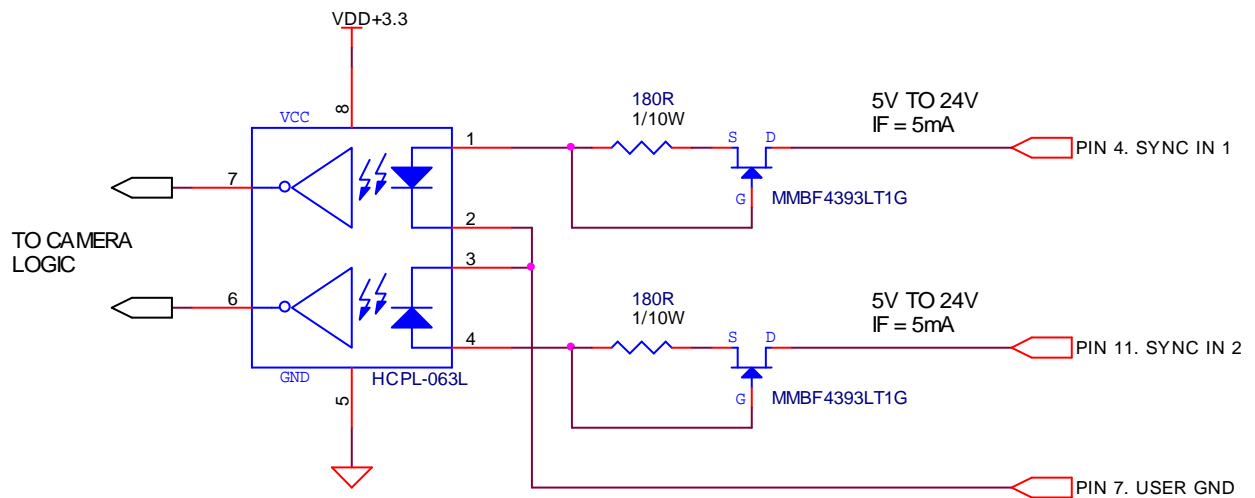 VDD+3.3
8
VCC
180R
1/10W
5V TO 24V
IF = 5mA
1
S D
PIN 4. SYNC IN 1
7
G
MMBF4393LT1G
2
TO CAMERA
LOGIC
3
6
180R
1/10W
5V TO 24V
IF = 5mA
4
S D
PIN 11. SYNC IN 2
GND
HCPL-063L
G
MMBF4393LT1G
5
PIN 7. USER GND